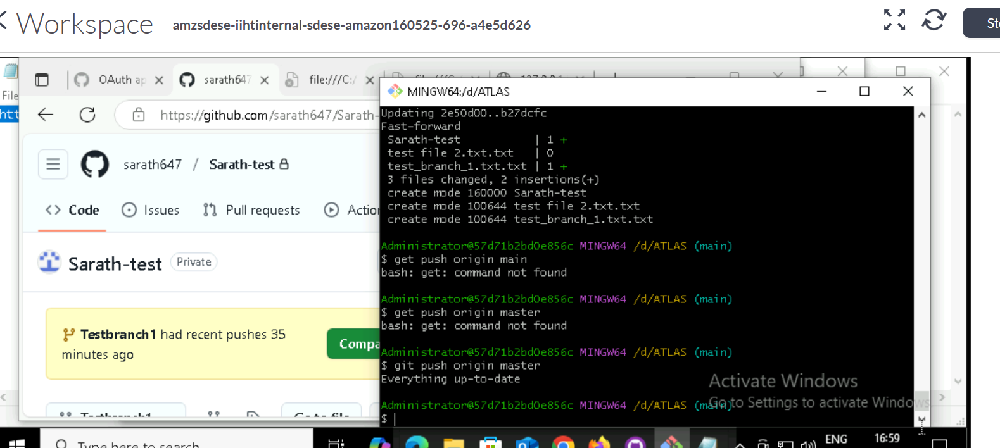 Workspace
amzsdese-iihtinternal-sdese-amazon160525-696-a4e5d626
St
File
htt
OAuth ap
sarath647
file:///C:/
https://github.com/sarath647/Sarath-
sarath647 / Sarath-test
Code
Issues
Pull requests
Action
Sarath-test
Private
Testbranch1 had recent pushes 35
minutes ago
Compa
Testbranch1
Go to file
MINGW64:/d/ATLAS
Updating 2e50d00..b27dcfc
Fast-forward
Sarath-test | 1 +
test file 2.txt.txt | 0
test_branch_1.txt.txt | 1 +
3 files changed, 2 insertions(+)
create mode 160000 Sarath-test
create mode 100644 test file 2.txt.txt
create mode 100644 test_branch_1.txt.txt
Administrator@57d71b2bd0e856c MINGW64 /d/ATLAS (main)
$ get push origin main
bash: get: command not found
Administrator@57d71b2bd0e856c MINGW64 /d/ATLAS (main)
$ get push origin master
bash: get: command not found
Administrator@57d71b2bd0e856c MINGW64 /d/ATLAS (main)
$ git push origin master
Everything up-to-date
Administrator@57d71b2bd0e856c MINGW64 /d/ATLAS (main)
$
Activate Windows
Go to Settings to activate Windows
Type here to search
ENG
16:59